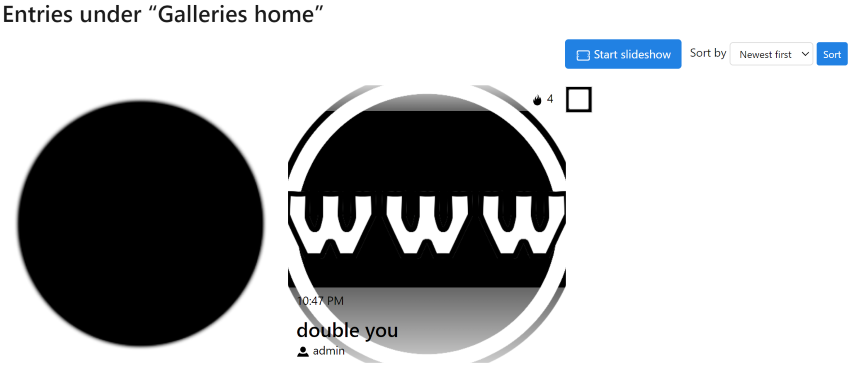 Entries under “Galleries home”
Start slideshow
Sort by
Newest first
Sort
4
www
10:47 PM
double you
admin